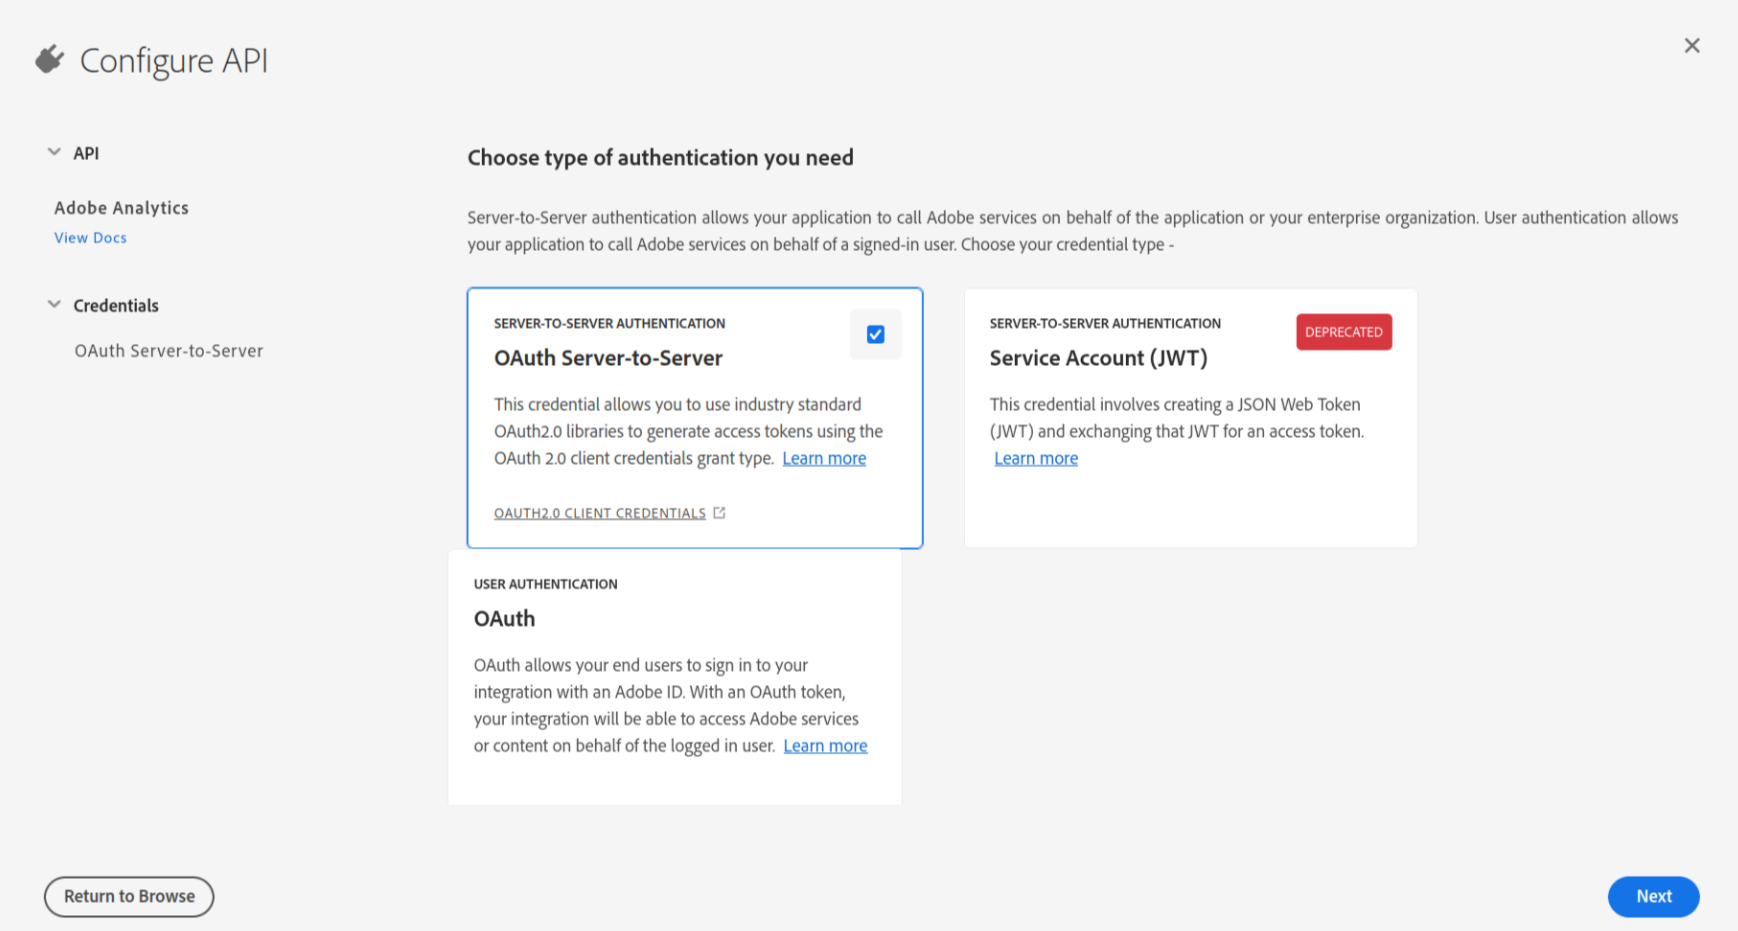 Configure API
API
Adobe Analytics
View Docs
Credentials
OAuth Server-to-Server
Choose type of authentication you need
Server-to-Server authentication allows your application to call Adobe services on behalf of the application or your enterprise organization. User authentication allows
your application to call Adobe services on behalf of a signed-in user. Choose your credential type -
SERVER-TO-SERVER AUTHENTICATION
OAuth Server-to-Server
This credential allows you to use industry standard
OAuth2.0 libraries to generate access tokens using the
OAuth 2.0 client credentials grant type. Learn more
OAUTH2.0 CLIENT CREDENTIALS
SERVER-TO-SERVER AUTHENTICATION
DEPRECATED
Service Account (JWT)
This credential involves creating a JSON Web Token
(JWT) and exchanging that JWT for an access token.
Learn more
USER AUTHENTICATION
OAuth
OAuth allows your end users to sign in to your
integration with an Adobe ID. With an OAuth token,
your integration will be able to access Adobe services
or content on behalf of the logged in user. Learn more
Return to Browse
Next